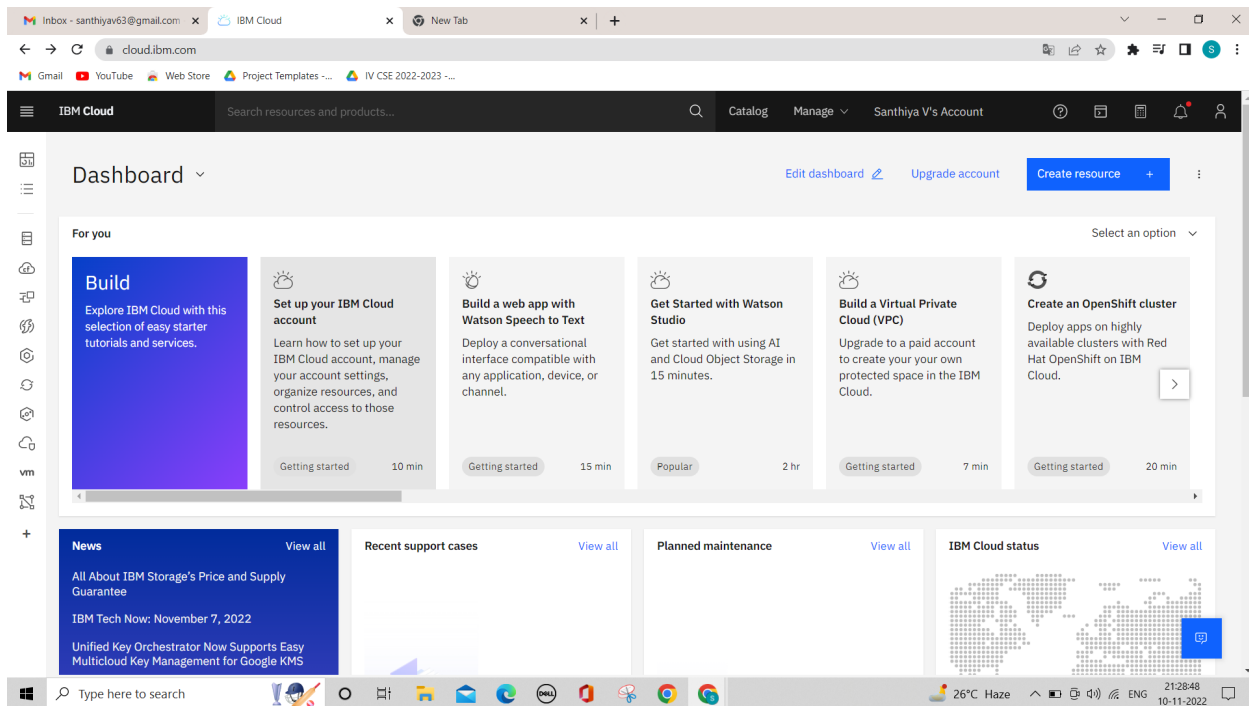 Inbox - santhiyav63@gmail.com
IBM Cloud
New Tab
cloud.ibm.com
S
Gmail
YouTube
Web Store
Project Templates -...
IV CSE 2022-2023 -...
IBM Cloud
Search resources and products...
Catalog
Manage
Santhiya V's Account
Dashboard
Edit dashboard
Upgrade account
Create resource +
For you
Select an option
Build
Explore IBM Cloud with this
selection of easy starter
tutorials and services.
Set up your IBM Cloud
account
Learn how to set up your
IBM Cloud account, manage
your account settings,
organize resources, and
control access to those
resources.
Getting started
10 min
Build a web app with
Watson Speech to Text
Deploy a conversational
interface compatible with
any application, device, or
channel.
Getting started
15 min
Get Started with Watson
Studio
Get started with using AI
and Cloud Object Storage in
15 minutes.
Popular
2 hr
Build a Virtual Private
Cloud (VPC)
Upgrade to a paid account
to create your your own
protected space in the IBM
Cloud.
Getting started
7 min
Create an OpenShift cluster
Deploy apps on highly
available clusters with Red
Hat OpenShift on IBM
Cloud.
Getting started
20 min
vm
News
View all
All About IBM Storage's Price and Supply
Guarantee
IBM Tech Now: November 7, 2022
Unified Key Orchestrator Now Supports Easy
Multicloud Key Management for Google KMS
Recent support cases
View all
Planned maintenance
View all
IBM Cloud status
View all
Type here to search
DELL
26°C Haze
ENG
21:28:48
10-11-2022